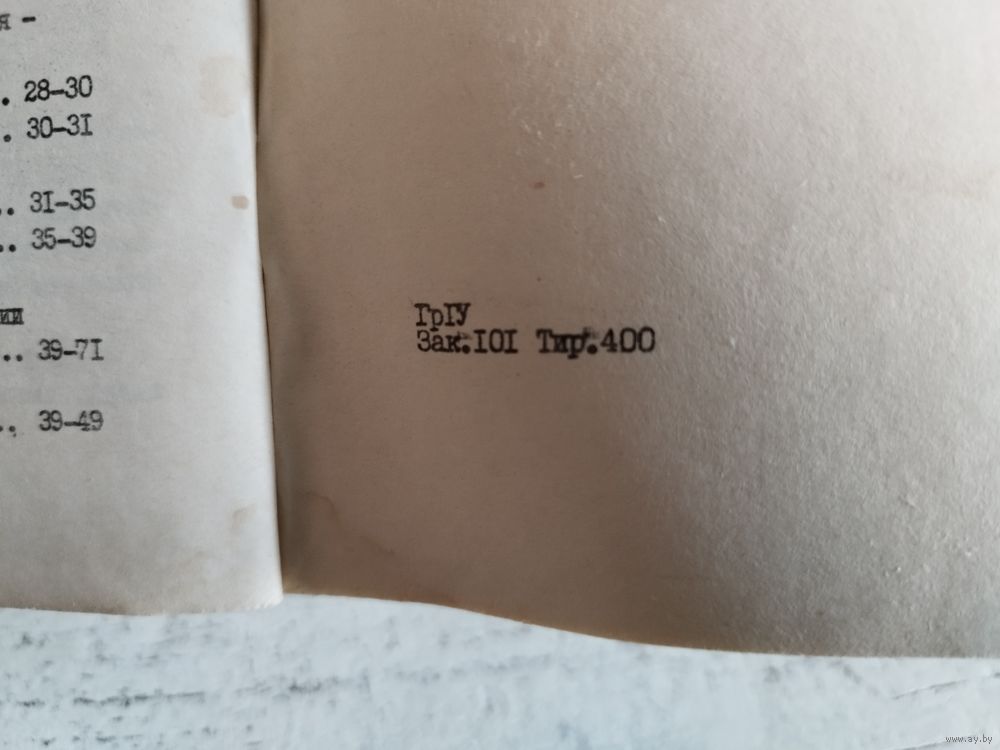 я -
. 28-30
. 30-31
.. 31-35
.. 35-39
ии
.. 39-71
.. 39-49
ГрГУ
Зак.101 Тир.400
www.ay.by